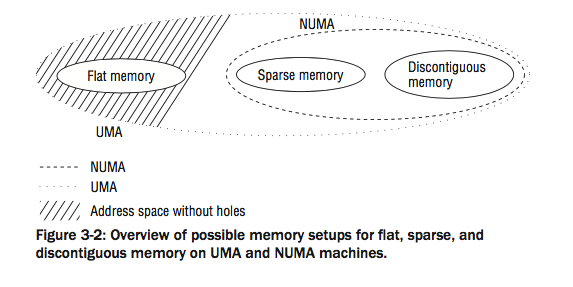 NUMA
Flat memory
Sparse memory
Discontiguous
memory
UMA
NUMA
UMA
Address space without holes
Figure 3-2: Overview of possible memory setups for flat, sparse, and
discontiguous memory on UMA and NUMA machines.